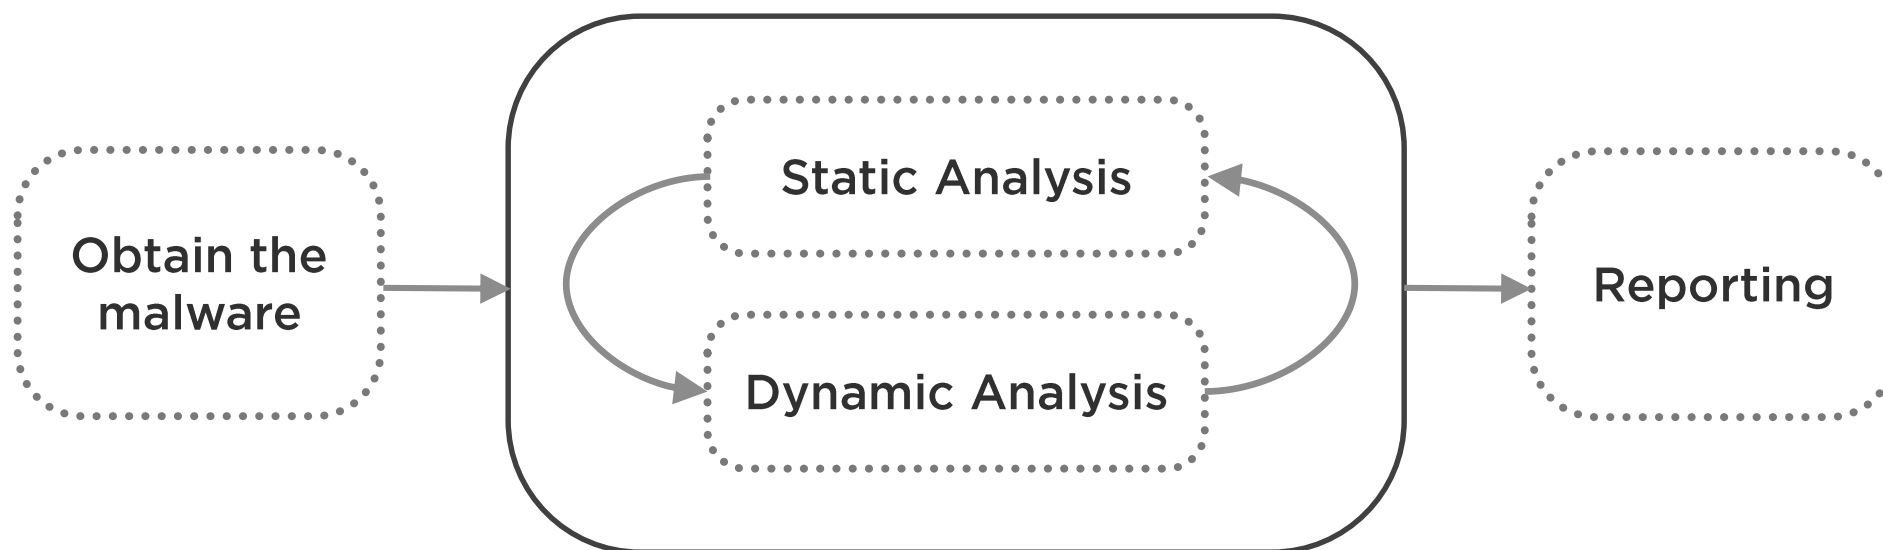 Obtain the
malware
Static Analysis
Dynamic Analysis
Reporting